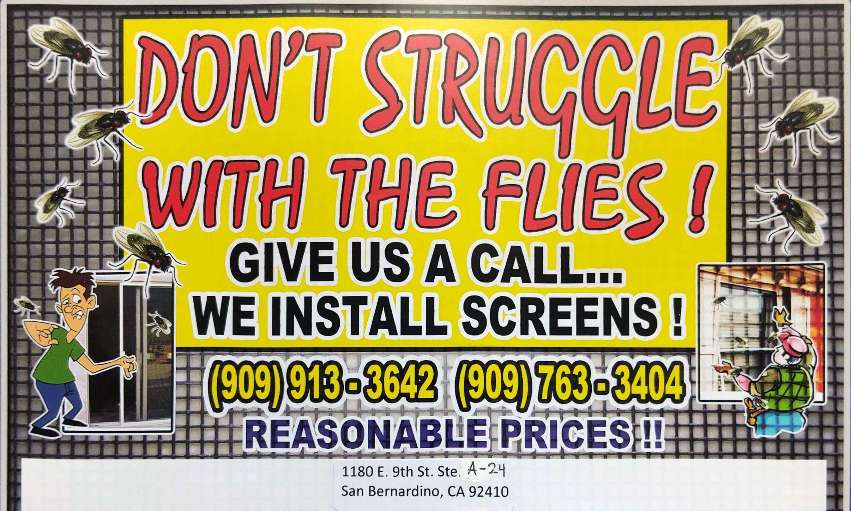 DON'T STRUGGLE
WITH THE FLIES !
GIVE US A CALL...
WE INSTALL SCREENS !
(909) 913 - 3642 (909) 763 - 3404
REASONABLE PRICES !!
1180 E. 9th St. Ste. A-24
San Bernardino, CA 92410